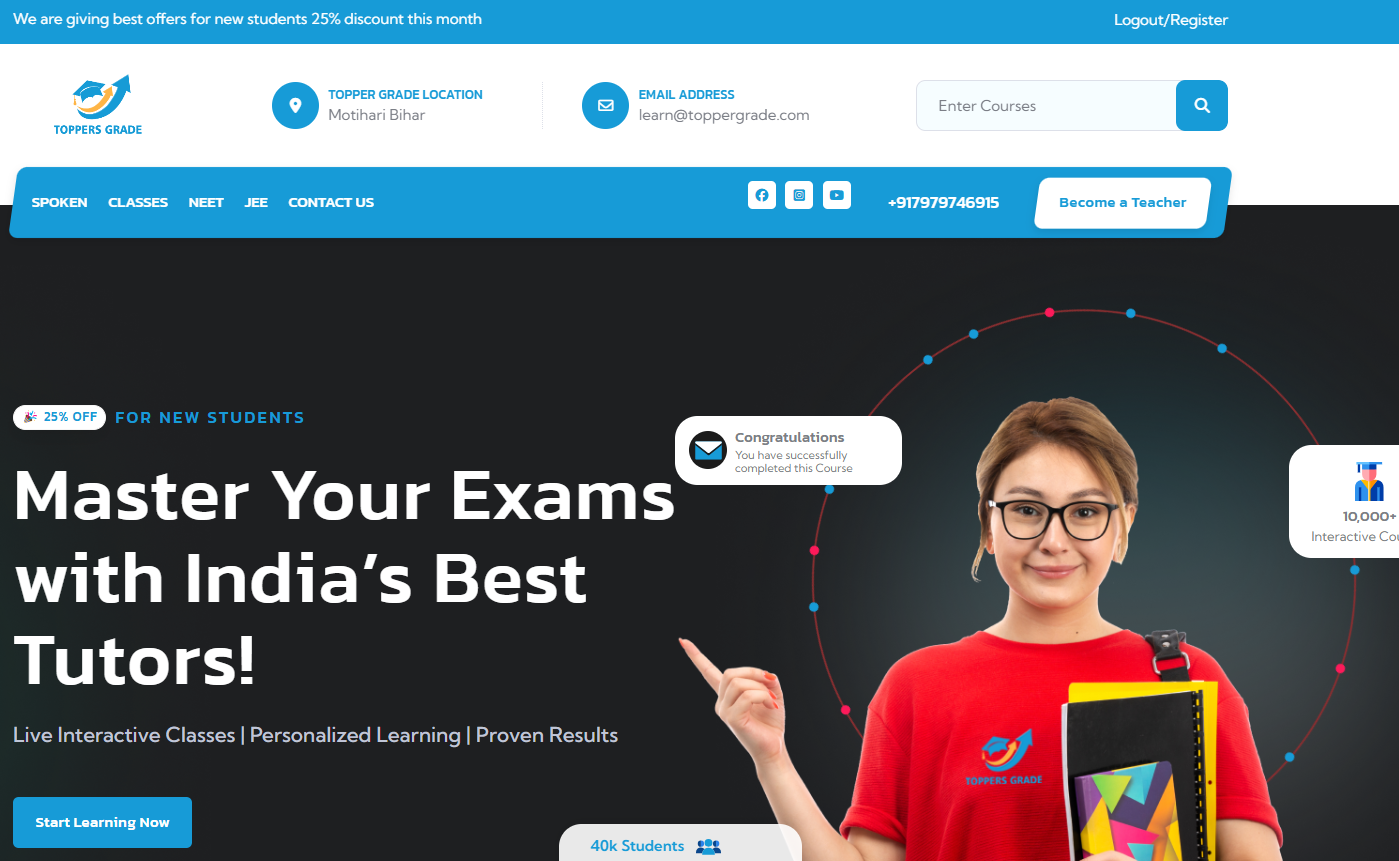 We are giving best offers for new students 25% discount this month
Logout/Register
TOPPERS GRADE
TOPPER GRADE LOCATION
Motihari Bihar
EMAIL ADDRESS
learn@toppergrade.com
Enter Courses
SPOKEN CLASSES NEET JEE CONTACT US
+917979746915
Become a Teacher
25% OFF
FOR NEW STUDENTS
Master Your Exams
with India’s Best
Tutors!
Live Interactive Classes | Personalized Learning | Proven Results
Start Learning Now
Congratulations
You have successfully
completed this Course
10,000+
Interactive Cou
TOPPERS GRADE
40k Students